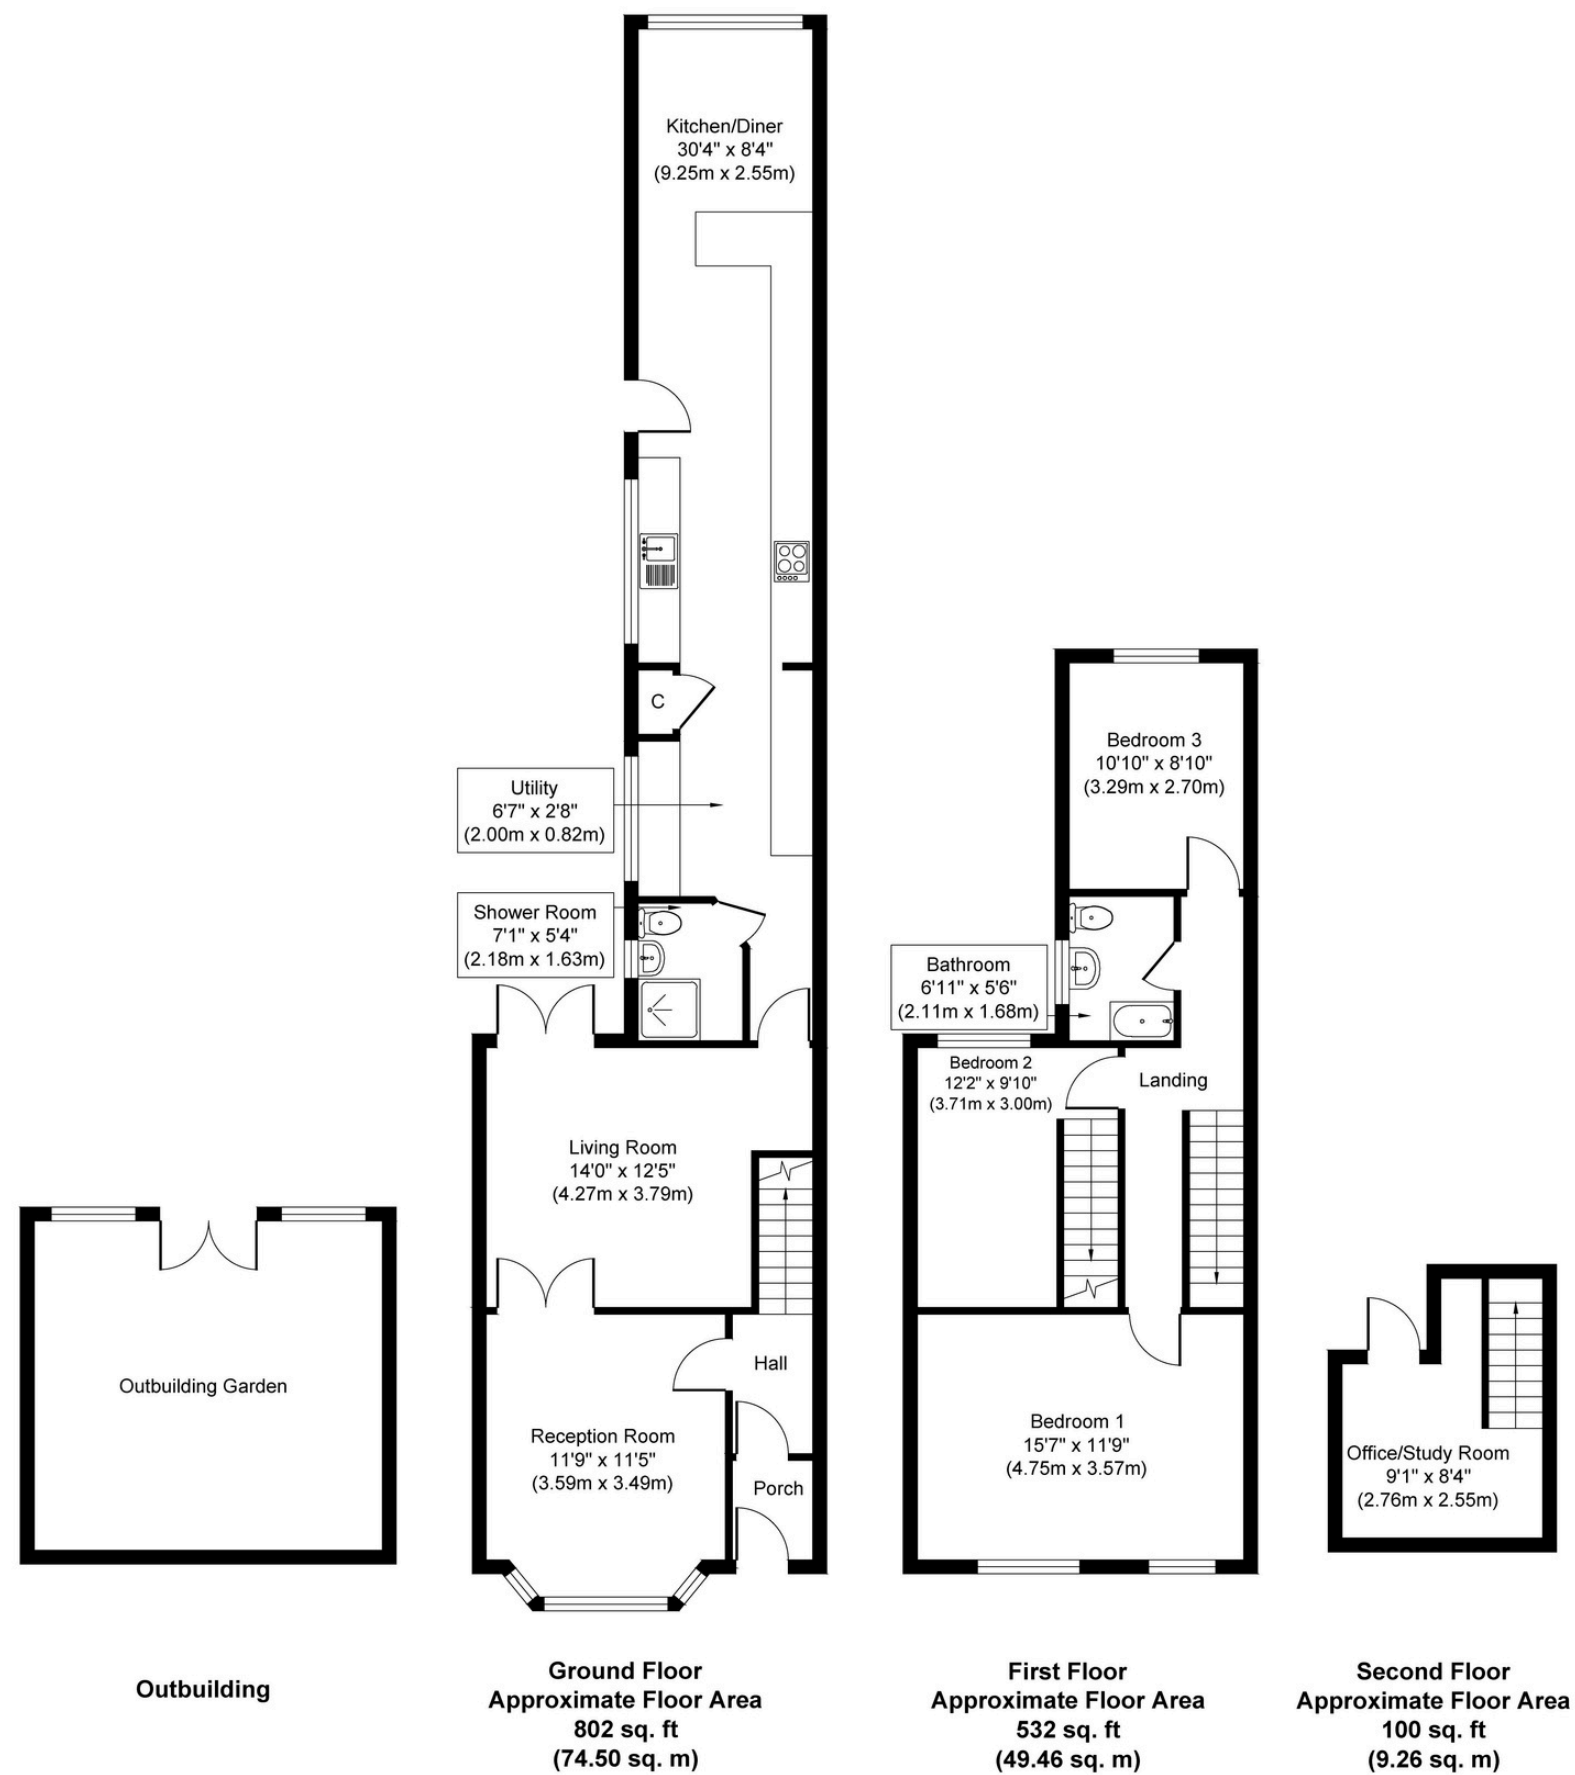 Kitchen/Diner
30'4" x 8'4"
(9.25m x 2.55m)
C
Utility
6'7" x 2'8"
(2.00m x 0.82m)
Shower Room
7'1" x 5'4"
(2.18m x 1.63m)
Living Room
14'0" x 12'5"
(4.27m x 3.79m)
Hall
Reception Room
11'9" x 11'5"
(3.59m x 3.49m)
Porch
Bedroom 3
10'10" x 8'10"
(3.29m x 2.70m)
Bathroom
6'11" x 5'6"
(2.11m x 1.68m)
Bedroom 2
12'2" x 9'10"
(3.71m x 3.00m)
Landing
Bedroom 1
15'7" x 11'9"
(4.75m x 3.57m)
Office/Study Room
9'1" x 8'4"
(2.76m x 2.55m)
Outbuilding Garden
Outbuilding
Ground Floor
Approximate Floor Area
802 sq. ft
(74.50 sq. m)
First Floor
Approximate Floor Area
532 sq. ft
(49.46 sq. m)
Second Floor
Approximate Floor Area
100 sq. ft
(9.26 sq. m)